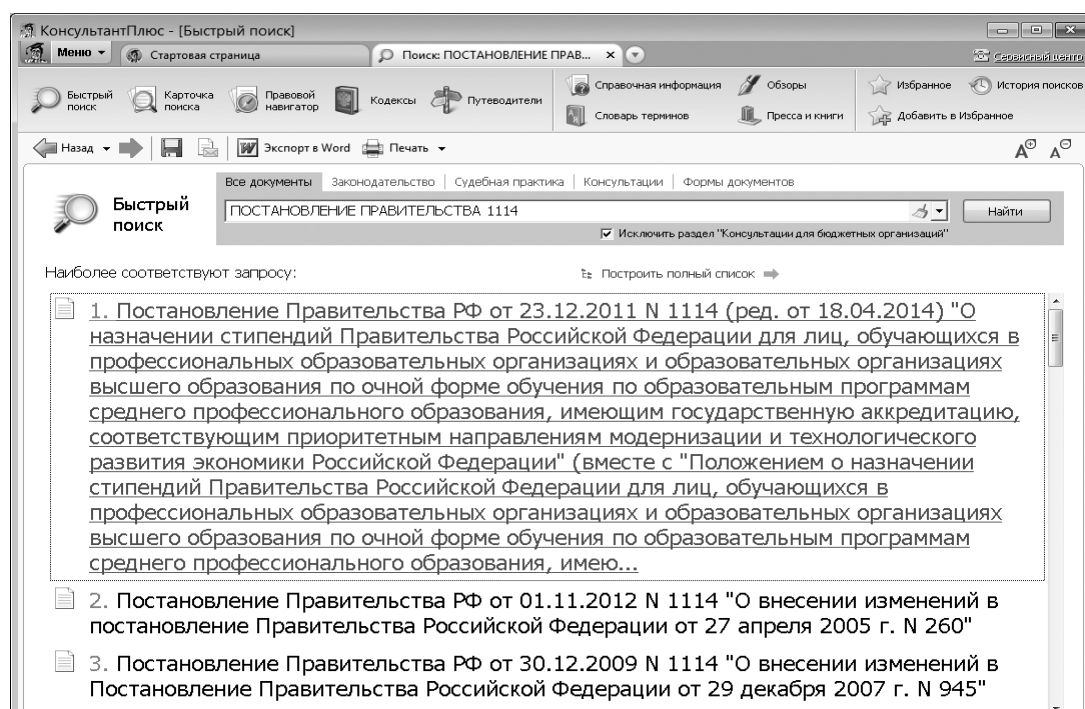 КонсультантПлюс - [Быстрый поиск]
Меню Стартовая страница Поиск: ПОСТАНОВЛЕНИЕ ПРАВ... Сервисный центр
Быстрый поиск Карточка поиска Правовой навигатор Кодексы Путеводители
Справочная информация Обзоры Избранное История поисков
Словарь терминов Пресса и книги Добавить в Избранное
Назад Экспорт в Word Печать
Все документы Законодательство Судебная практика Консультации Формы документов
Быстрый поиск
ПОСТАНОВЛЕНИЕ ПРАВИТЕЛЬСТВА 1114 Найти
Исключить раздел "Консультации для бюджетных организаций"
Наиболее соответствуют запросу: Построить полный список
1. Постановление Правительства РФ от 23.12.2011 N 1114 (ред. от 18.04.2014) "О
назначении стипендий Правительства Российской Федерации для лиц, обучающихся в
профессиональных образовательных организациях и образовательных организациях
высшего образования по очной форме обучения по образовательным программам
среднего профессионального образования, имеющим государственную аккредитацию,
соответствующим приоритетным направлениям модернизации и технологического
развития экономики Российской Федерации" (вместе с "Положением о назначении
стипендий Правительства Российской Федерации для лиц, обучающихся в
профессиональных образовательных организациях и образовательных организациях
высшего образования по очной форме обучения по образовательным программам
среднего профессионального образования, имею...
2. Постановление Правительства РФ от 01.11.2012 N 1114 "О внесении изменений в
постановление Правительства Российской Федерации от 27 апреля 2005 г. N 260"
3. Постановление Правительства РФ от 30.12.2009 N 1114 "О внесении изменений в
Постановление Правительства Российской Федерации от 29 декабря 2007 г. N 945"